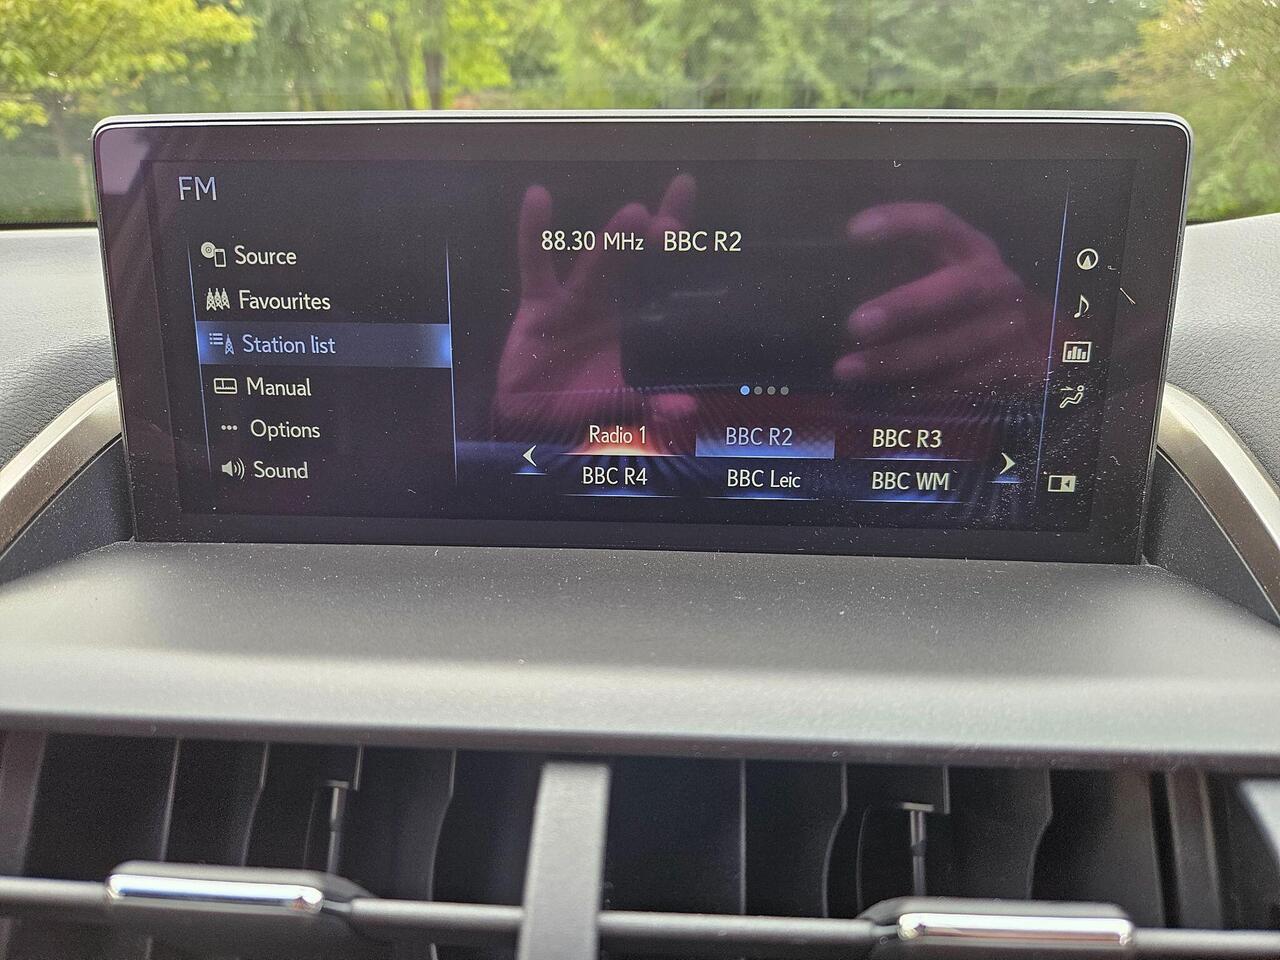 FM
88.30 MHz BBC R2
Source
Favourites
Station list
Manual
Options
Sound
Radio 1 BBC R2 BBC R3
BBC R4 BBC Leic BBC WM